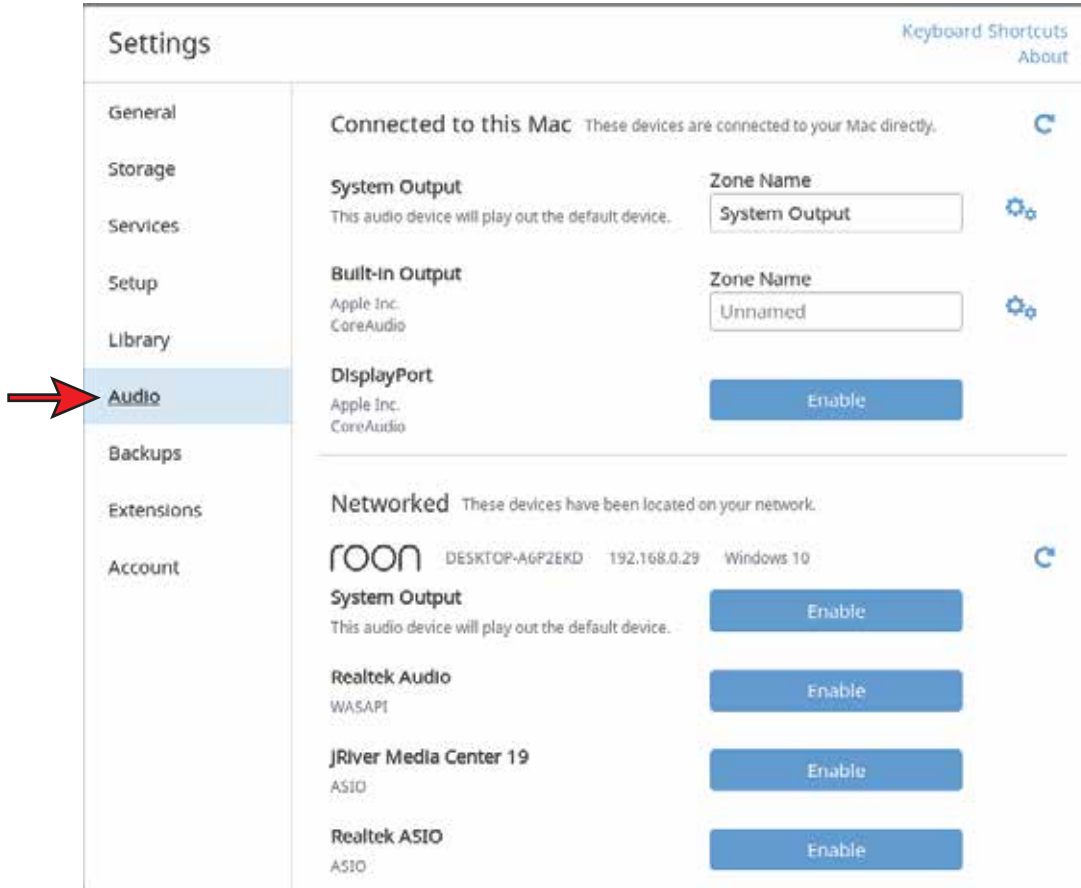 Settings
Keyboard Shortcuts
About
General
Storage
Services
Setup
Library
Audio
Backups
Extensions
Account
Connected to this Mac These devices are connected to your Mac directly.
System Output
This audio device will play out the default device.
Zone Name
System Output
Built-in Output
Apple Inc.
CoreAudio
Zone Name
Unnamed
DisplayPort
Apple Inc.
CoreAudio
Enable
Networked These devices have been located on your network.
roon DESKTOP-A6P2EKD 192.168.0.29 Windows 10
System Output
This audio device will play out the default device.
Enable
Realtek Audio
WASAPI
Enable
JRiver Media Center 19
ASIO
Enable
Realtek ASIO
ASIO
Enable